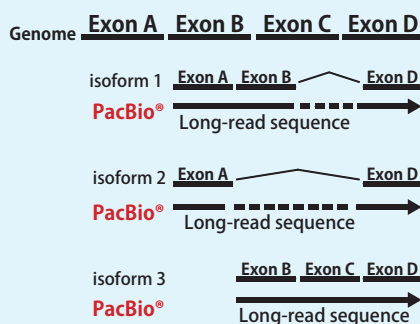 Genome Exon A Exon B Exon C Exon D
isoform 1 Exon A Exon B Exon D
PacBio®
Long-read sequence
isoform 2 Exon A Exon D
PacBio®
Long-read sequence
isoform 3 Exon B Exon C Exon D
PacBio®
Long-read sequence